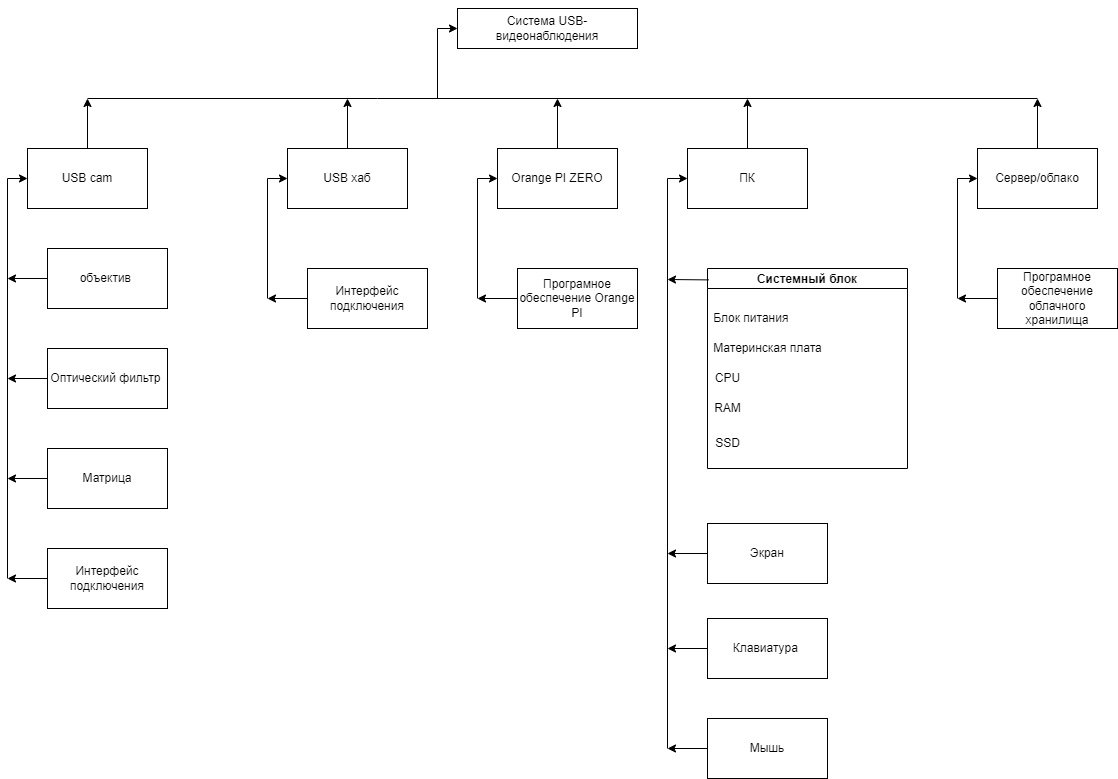 Система USB-
видеонаблюдения
USB cam
USB хаб
Orange PI ZERO
ПК
Сервер/облако
объектив
Оптический фильтр
Матрица
Интерфейс
подключения
Интерфейс
подключения
Програмное
обеспечение Orange
PI
Системный блок
Блок питания
Материнская плата
CPU
RAM
SSD
Экран
Клавиатура
Мышь
Програмное
обеспечение
облачного
хранилища